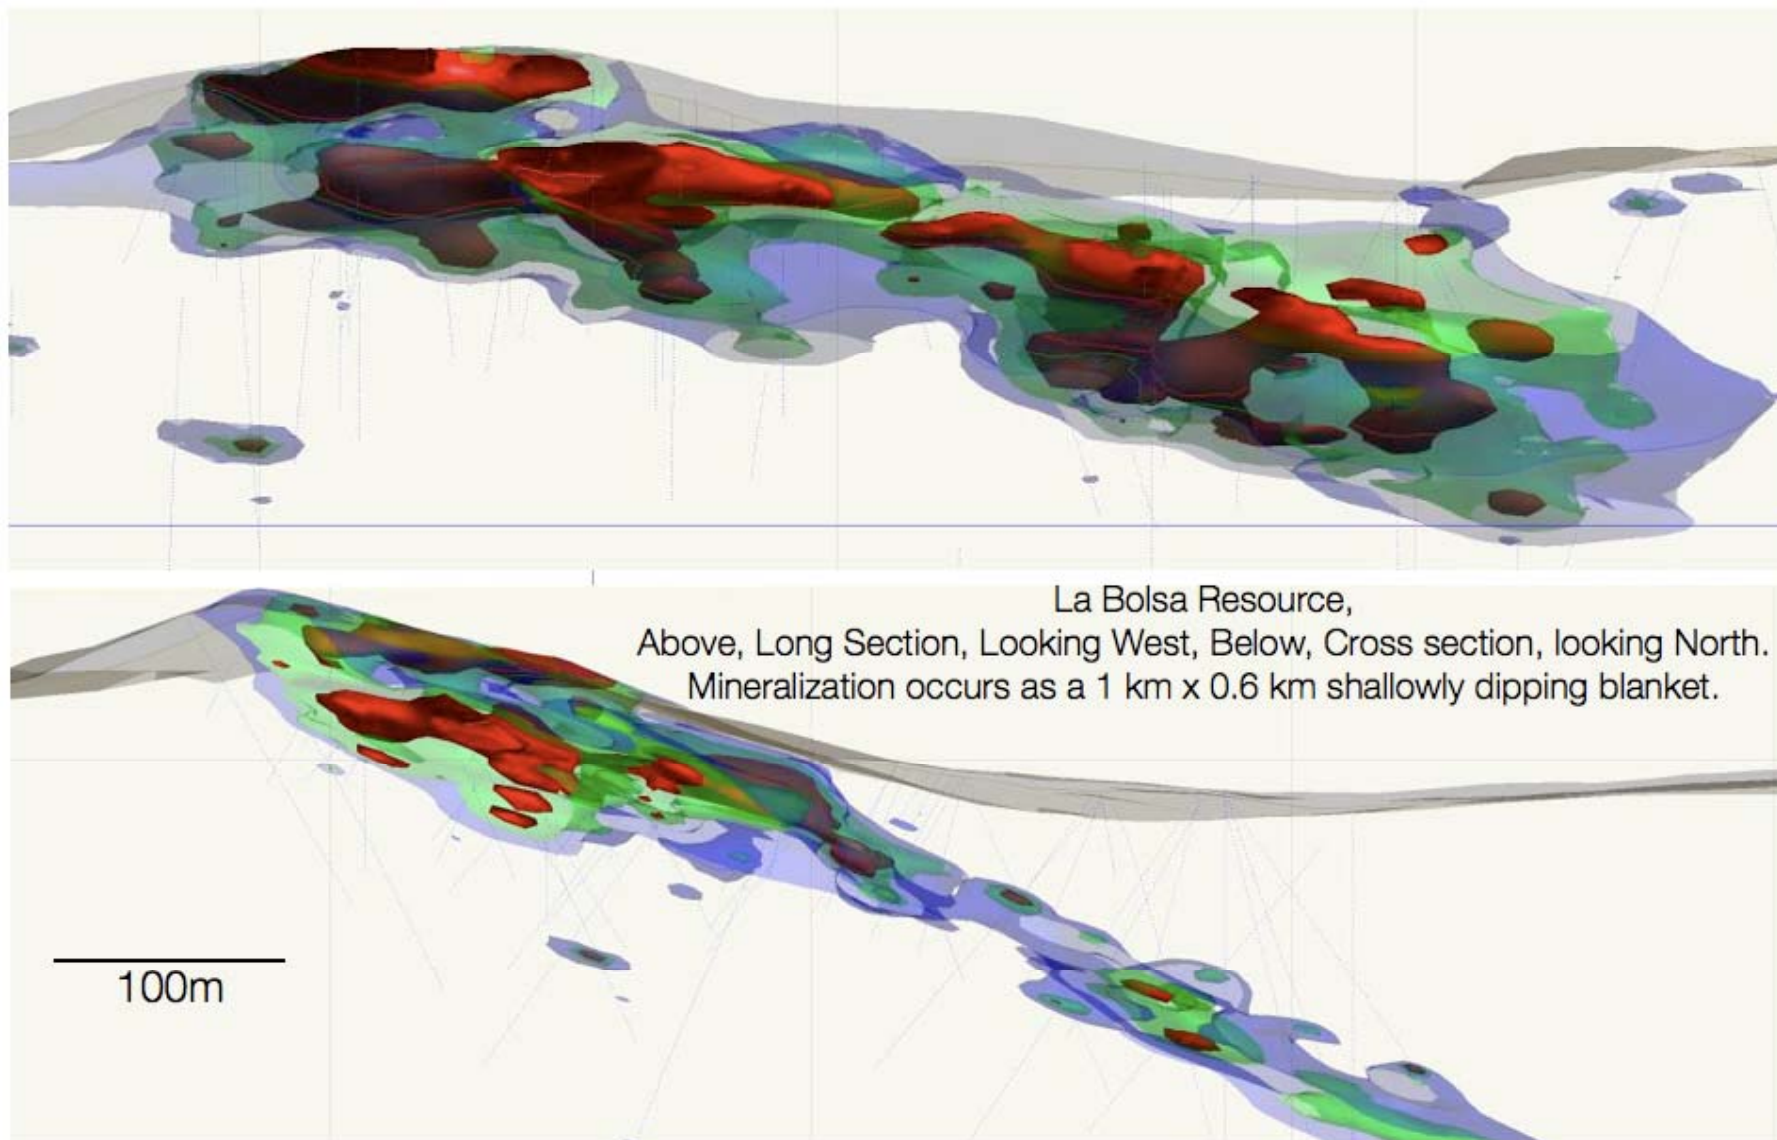 La Bolsa Resource,
Above, Long Section, Looking West, Below, Cross section, looking North.
Mineralization occurs as a 1 km x 0.6 km shallowly dipping blanket.
100m